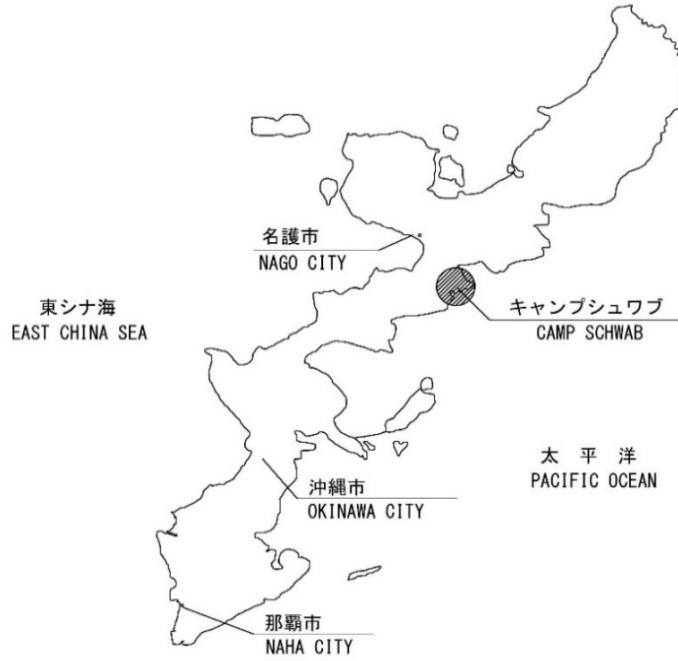 名護市
NAGO CITY
東シナ海
EAST CHINA SEA
キャンプシュワブ
CAMP SCHWAB
太平洋
PACIFIC OCEAN
沖縄市
OKINAWA CITY
那覇市
NAHA CITY